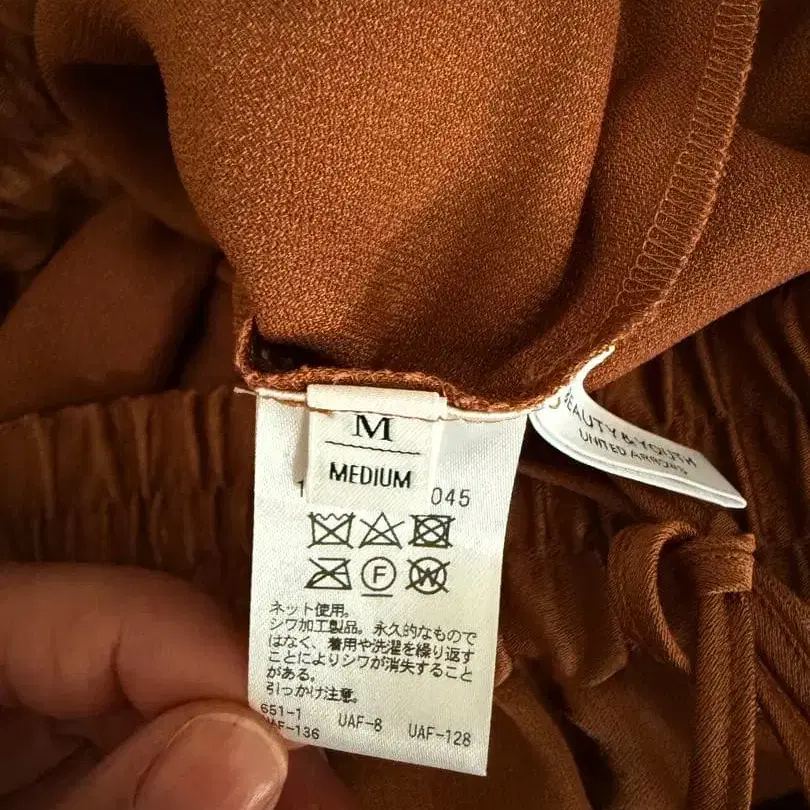 M
MEDIUM
045
BEAUTY & YOUTH
UNITED ARROWS
F
W
ネット使用。
シワ加工製品。永久的なもので
はなく、着用や洗濯を繰り返す
ことによりシワが消失すること
がある。
引っかけ注意。
651-1 UAF-8 UAF-128
UAF-136